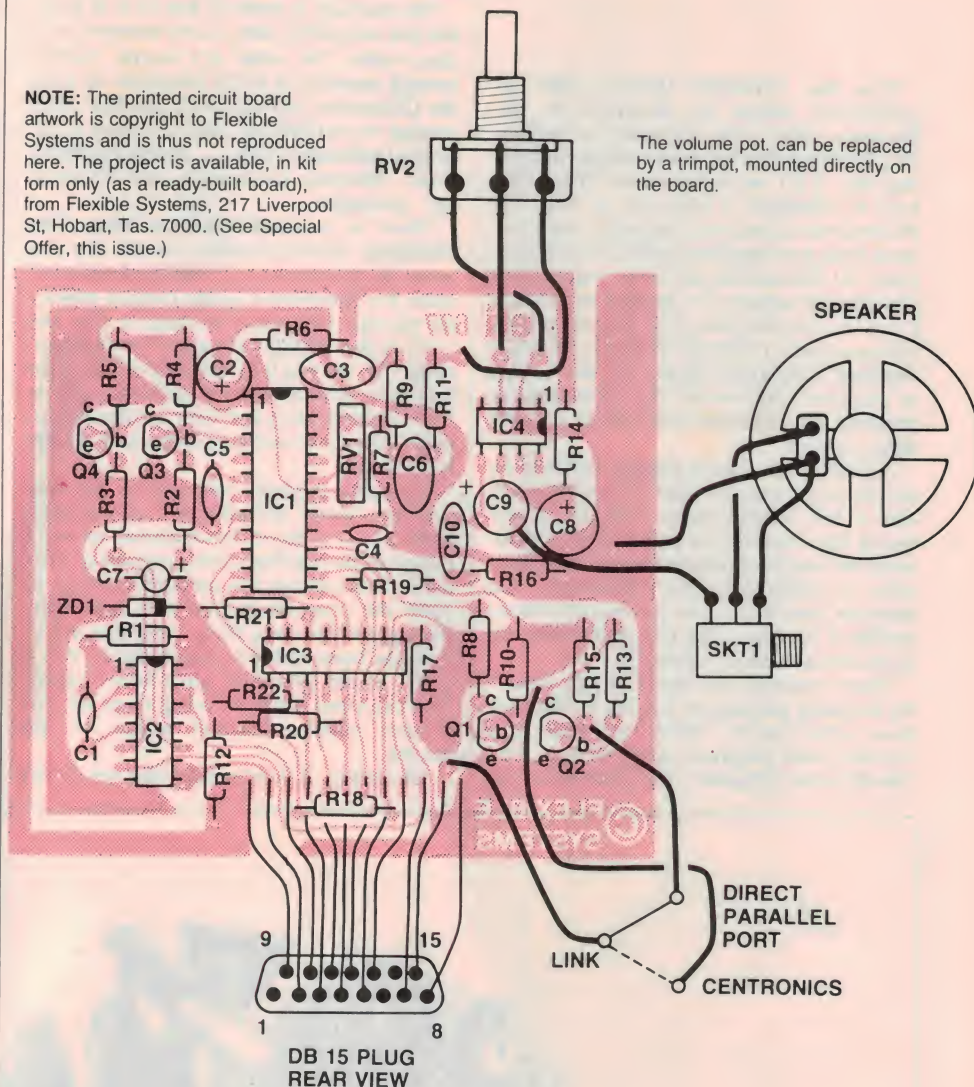 NOTE: The printed circuit board
artwork is copyright to Flexible
Systems and is thus not reproduced
here. The project is available, in kit
form only (as a ready-built board),
from Flexible Systems, 217 Liverpool
St, Hobart, Tas. 7000. (See Special
Offer, this issue.)
RV2
The volume pot. can be replaced
by a trimpot, mounted directly on
the board.
SPEAKER
eti 677
R5
R4
C2
+
R6
C3
R9
R11
IC4
1
R14
c
b
e
Q4
c
b
e
Q3
C5
1
IC1
RV1
R7
C6
R3
R2
C4
C10
+
C9
+
C8
C7
+
ZD1
R21
R19
R16
R1
SKT1
1
IC2
C1
1
IC3
R17
R22
R20
R12
R8
R10
R15
R13
Q1
c
b
e
c
b
e
Q2
R18
© FLEXIBLE
SYSTEMS
DIRECT
PARALLEL
PORT
LINK
CENTRONICS
9
15
1
8
DB 15 PLUG
REAR VIEW